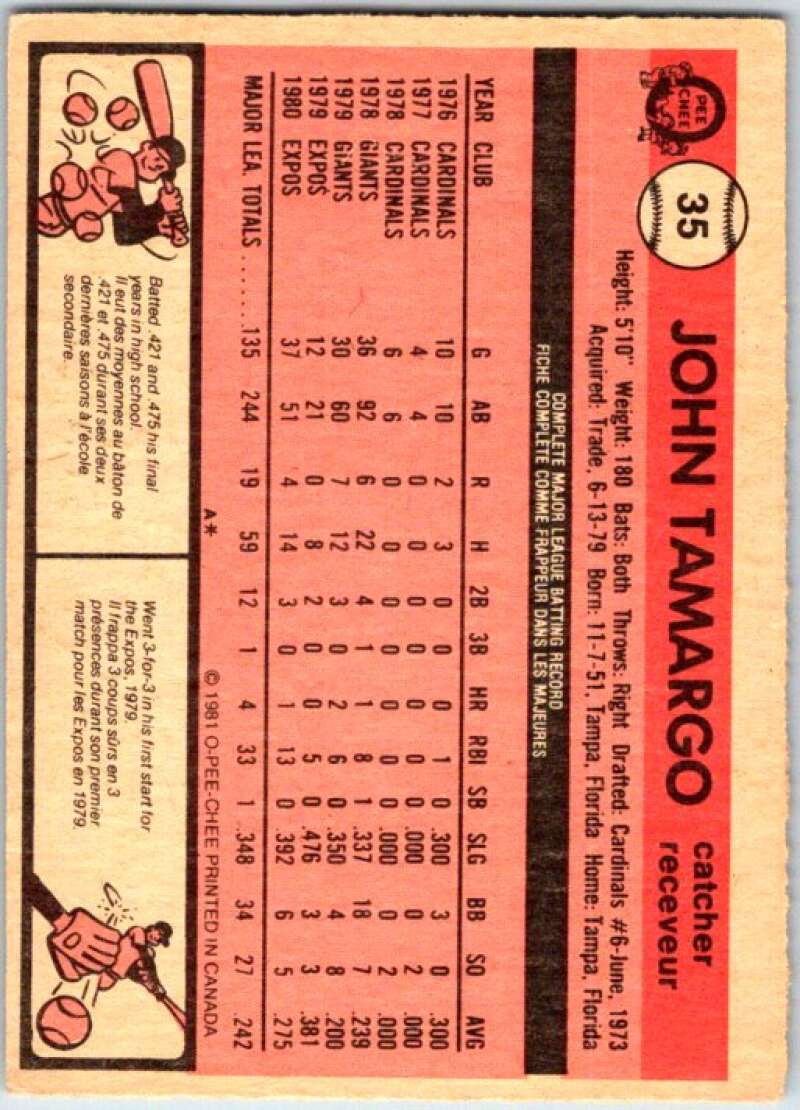 O
PEE
CHEE
35
JOHN TAMARGO
catcher
receveur
Height: 5'10" Weight: 180 Bats: Both Throws: Right Drafted: Cardinals #6-June, 1973
Acquired: Trade, 6-13-79 Born: 11-7-51, Tampa, Florida Home: Tampa, Florida
COMPLETE MAJOR LEAGUE BATTING RECORD
FICHE COMPLÈTE COMME FRAPPEUR DANS LES MAJEURES
YEAR CLUB G AB R H 2B 3B HR RBI SB SLG BB SO AVG
1976 CARDINALS 10 10 2 3 0 0 0 1 0 .300 3 0 .300
1977 CARDINALS 4 4 0 0 0 0 0 0 0 .000 0 2 .000
1978 CARDINALS 6 6 0 0 0 0 0 0 0 .000 0 2 .000
1978 GIANTS 36 92 6 22 4 1 1 8 1 .337 18 7 .239
1979 GIANTS 30 60 7 12 3 0 2 6 0 .350 4 8 .200
1979 EXPOS 12 21 0 8 2 0 0 5 0 .476 3 3 .381
1980 EXPOS 37 51 4 14 3 0 1 13 0 .392 6 5 .275
MAJOR LEA. TOTALS ....... 135 244 19 59 12 1 4 33 1 .348 34 27 .242
A* © 1981 O-PEE-CHEE PRINTED IN CANADA
Batted .421 and .475 his final
years in high school.
Il eut des moyennes au bâton de
.421 et .475 durant ses deux
dernières saisons à l'école
secondaire.
Went 3-for-3 in his first start for
the Expos, 1979.
Il frappa 3 coups sûrs en 3
présences durant son premier
match pour les Expos en 1979.